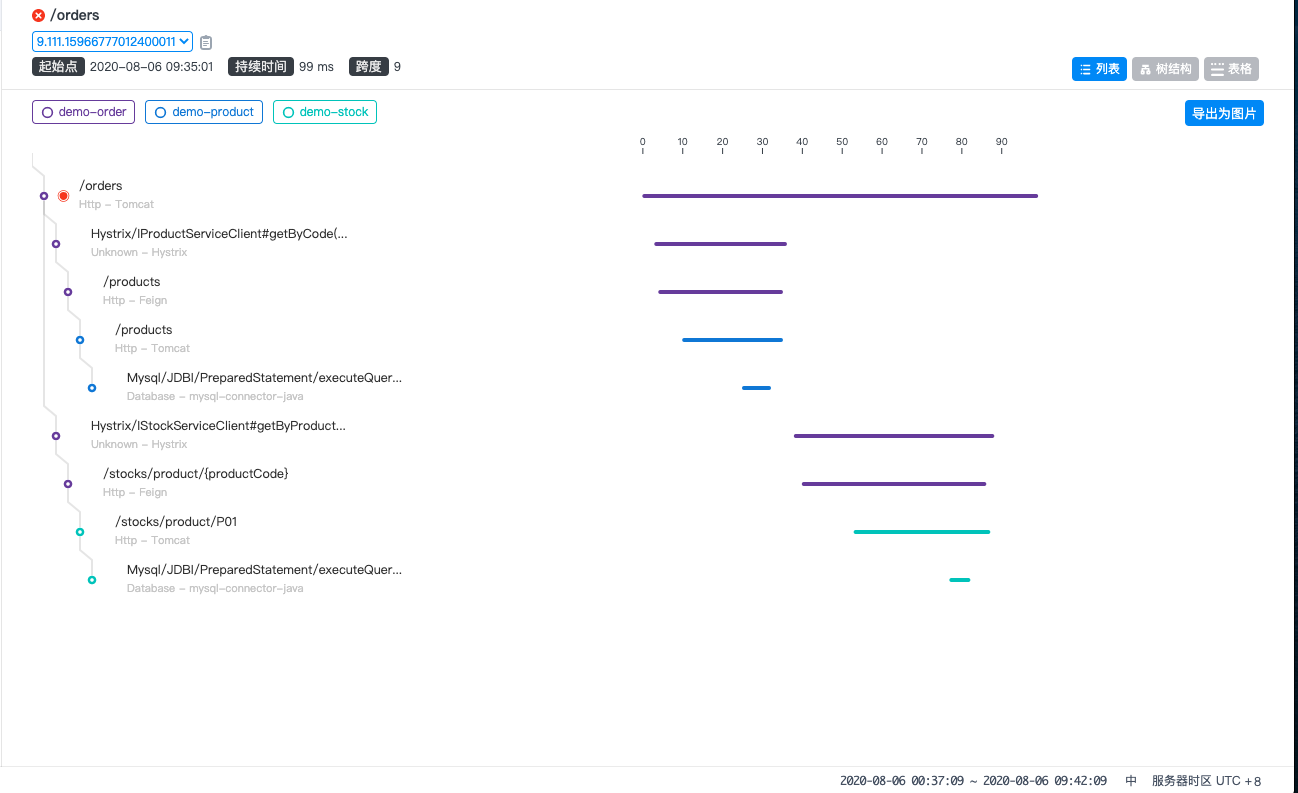 /orders
9.111.15966777012400011
起始点 2020-08-06 09:35:01 持续时间 99 ms 跨度 9
列表 树结构 表格
demo-order demo-product demo-stock
导出为图片
0 10 20 30 40 50 60 70 80 90
/orders
Http - Tomcat
Hystrix/IProductServiceClient#getByCode(...
Unknown - Hystrix
/products
Http - Feign
/products
Http - Tomcat
Mysql/JDBI/PreparedStatement/executeQuer...
Database - mysql-connector-java
Hystrix/IStockServiceClient#getByProduct...
Unknown - Hystrix
/stocks/product/{productCode}
Http - Feign
/stocks/product/P01
Http - Tomcat
Mysql/JDBI/PreparedStatement/executeQuer...
Database - mysql-connector-java
2020-08-06 00:37:09 ~ 2020-08-06 09:42:09 中 服务器时区 UTC +8